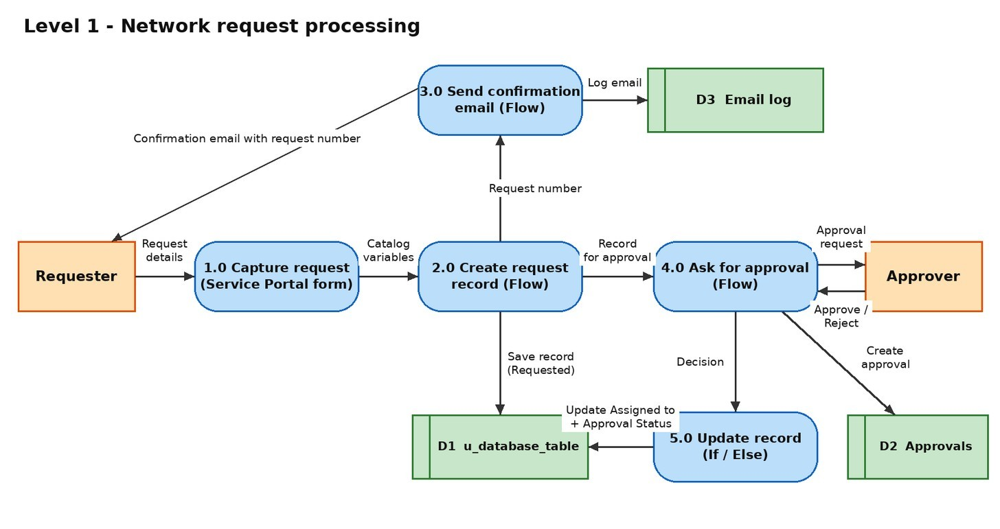 Level 1 - Network request processing
3.0 Send confirmation
email (Flow)
Log email
D3  Email log
Confirmation email with request number
Request number
Requester
Request
details
1.0 Capture request
(Service Portal form)
Catalog
variables
2.0 Create request
record (Flow)
Record
for approval
4.0 Ask for approval
(Flow)
Approval
request
Approver
Approve /
Reject
Save record
(Requested)
Decision
Create
approval
Update Assigned to
+ Approval Status
D1  u_database_table
5.0 Update record
(If / Else)
D2  Approvals